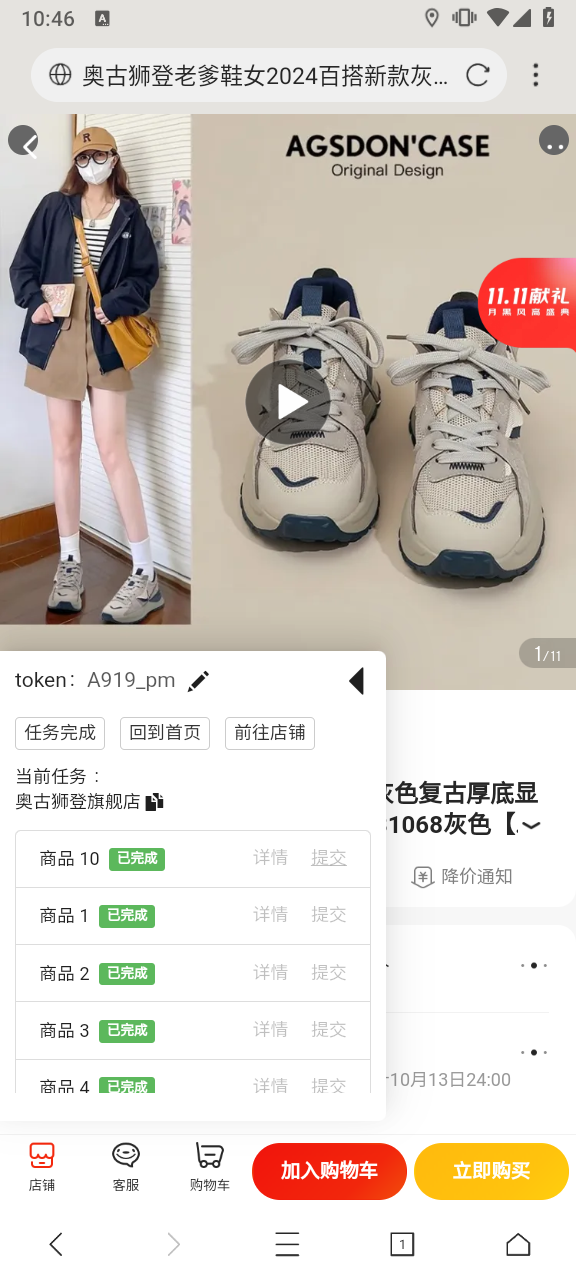 10:46
A
奥古狮登老爹鞋女2024百搭新款灰...
R
AGSDON'CASE
Original Design
11.11献礼
月黑风高盛典
1/11
token： A919_pm
任务完成 回到首页 前往店铺
当前任务：
奥古狮登旗舰店
灰色复古厚底显
1068灰色【.
降价通知
商品 10 已完成 详情 提交
商品 1 已完成 详情 提交
商品 2 已完成 详情 提交
商品 3 已完成 详情 提交
商品 4 已完成 详情 提交
10月13日24:00
店铺 客服 购物车 加入购物车 立即购买
1